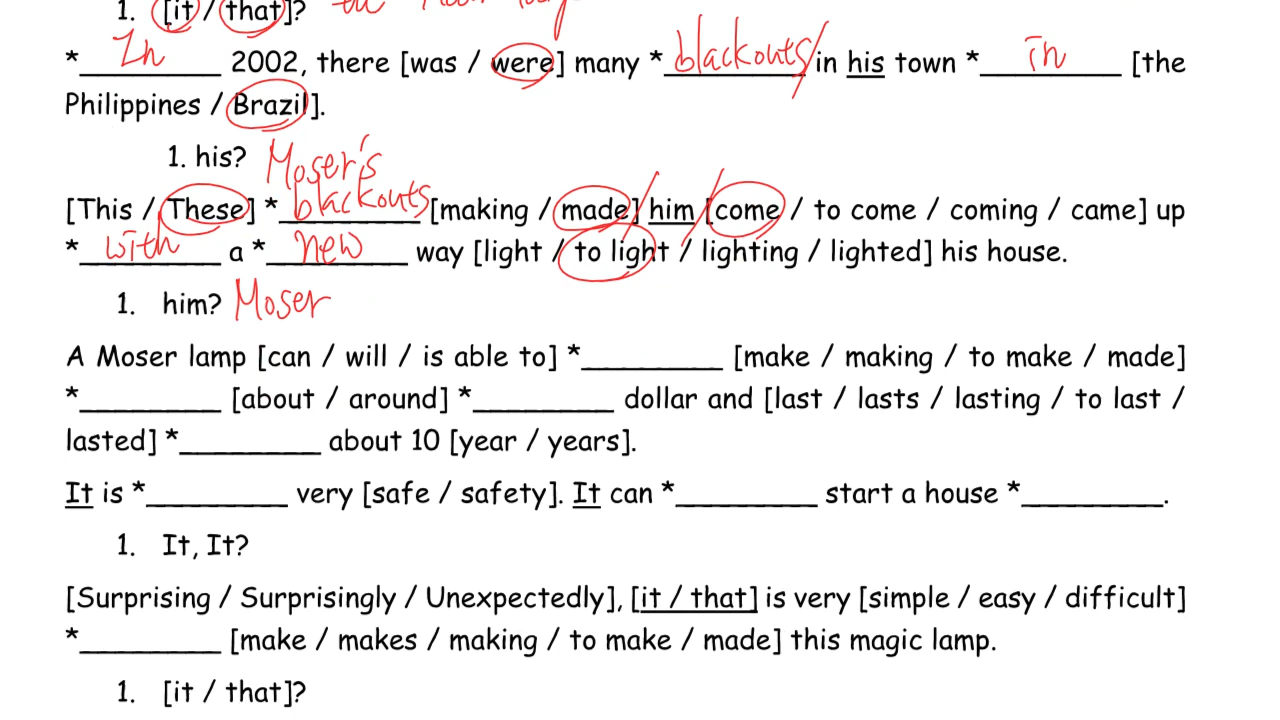 1. [it / that]? the
* In 2002, there [was / were] many * blackouts in his town * in [the
Philippines / Brazil].
1. his? Moser's
[This / These] * blackouts [making / made] him [come / to come / coming / came] up
* with a * new way [light / to light / lighting / lighted] his house.
1. him? Moser
A Moser lamp [can / will / is able to] *________ [make / making / to make / made]
*________ [about / around] *________ dollar and [last / lasts / lasting / to last /
lasted] *________ about 10 [year / years].
It is *________ very [safe / safety]. It can *________ start a house *________.
1. It, It?
[Surprising / Surprisingly / Unexpectedly], [it / that] is very [simple / easy / difficult]
*________ [make / makes / making / to make / made] this magic lamp.
1. [it / that]?